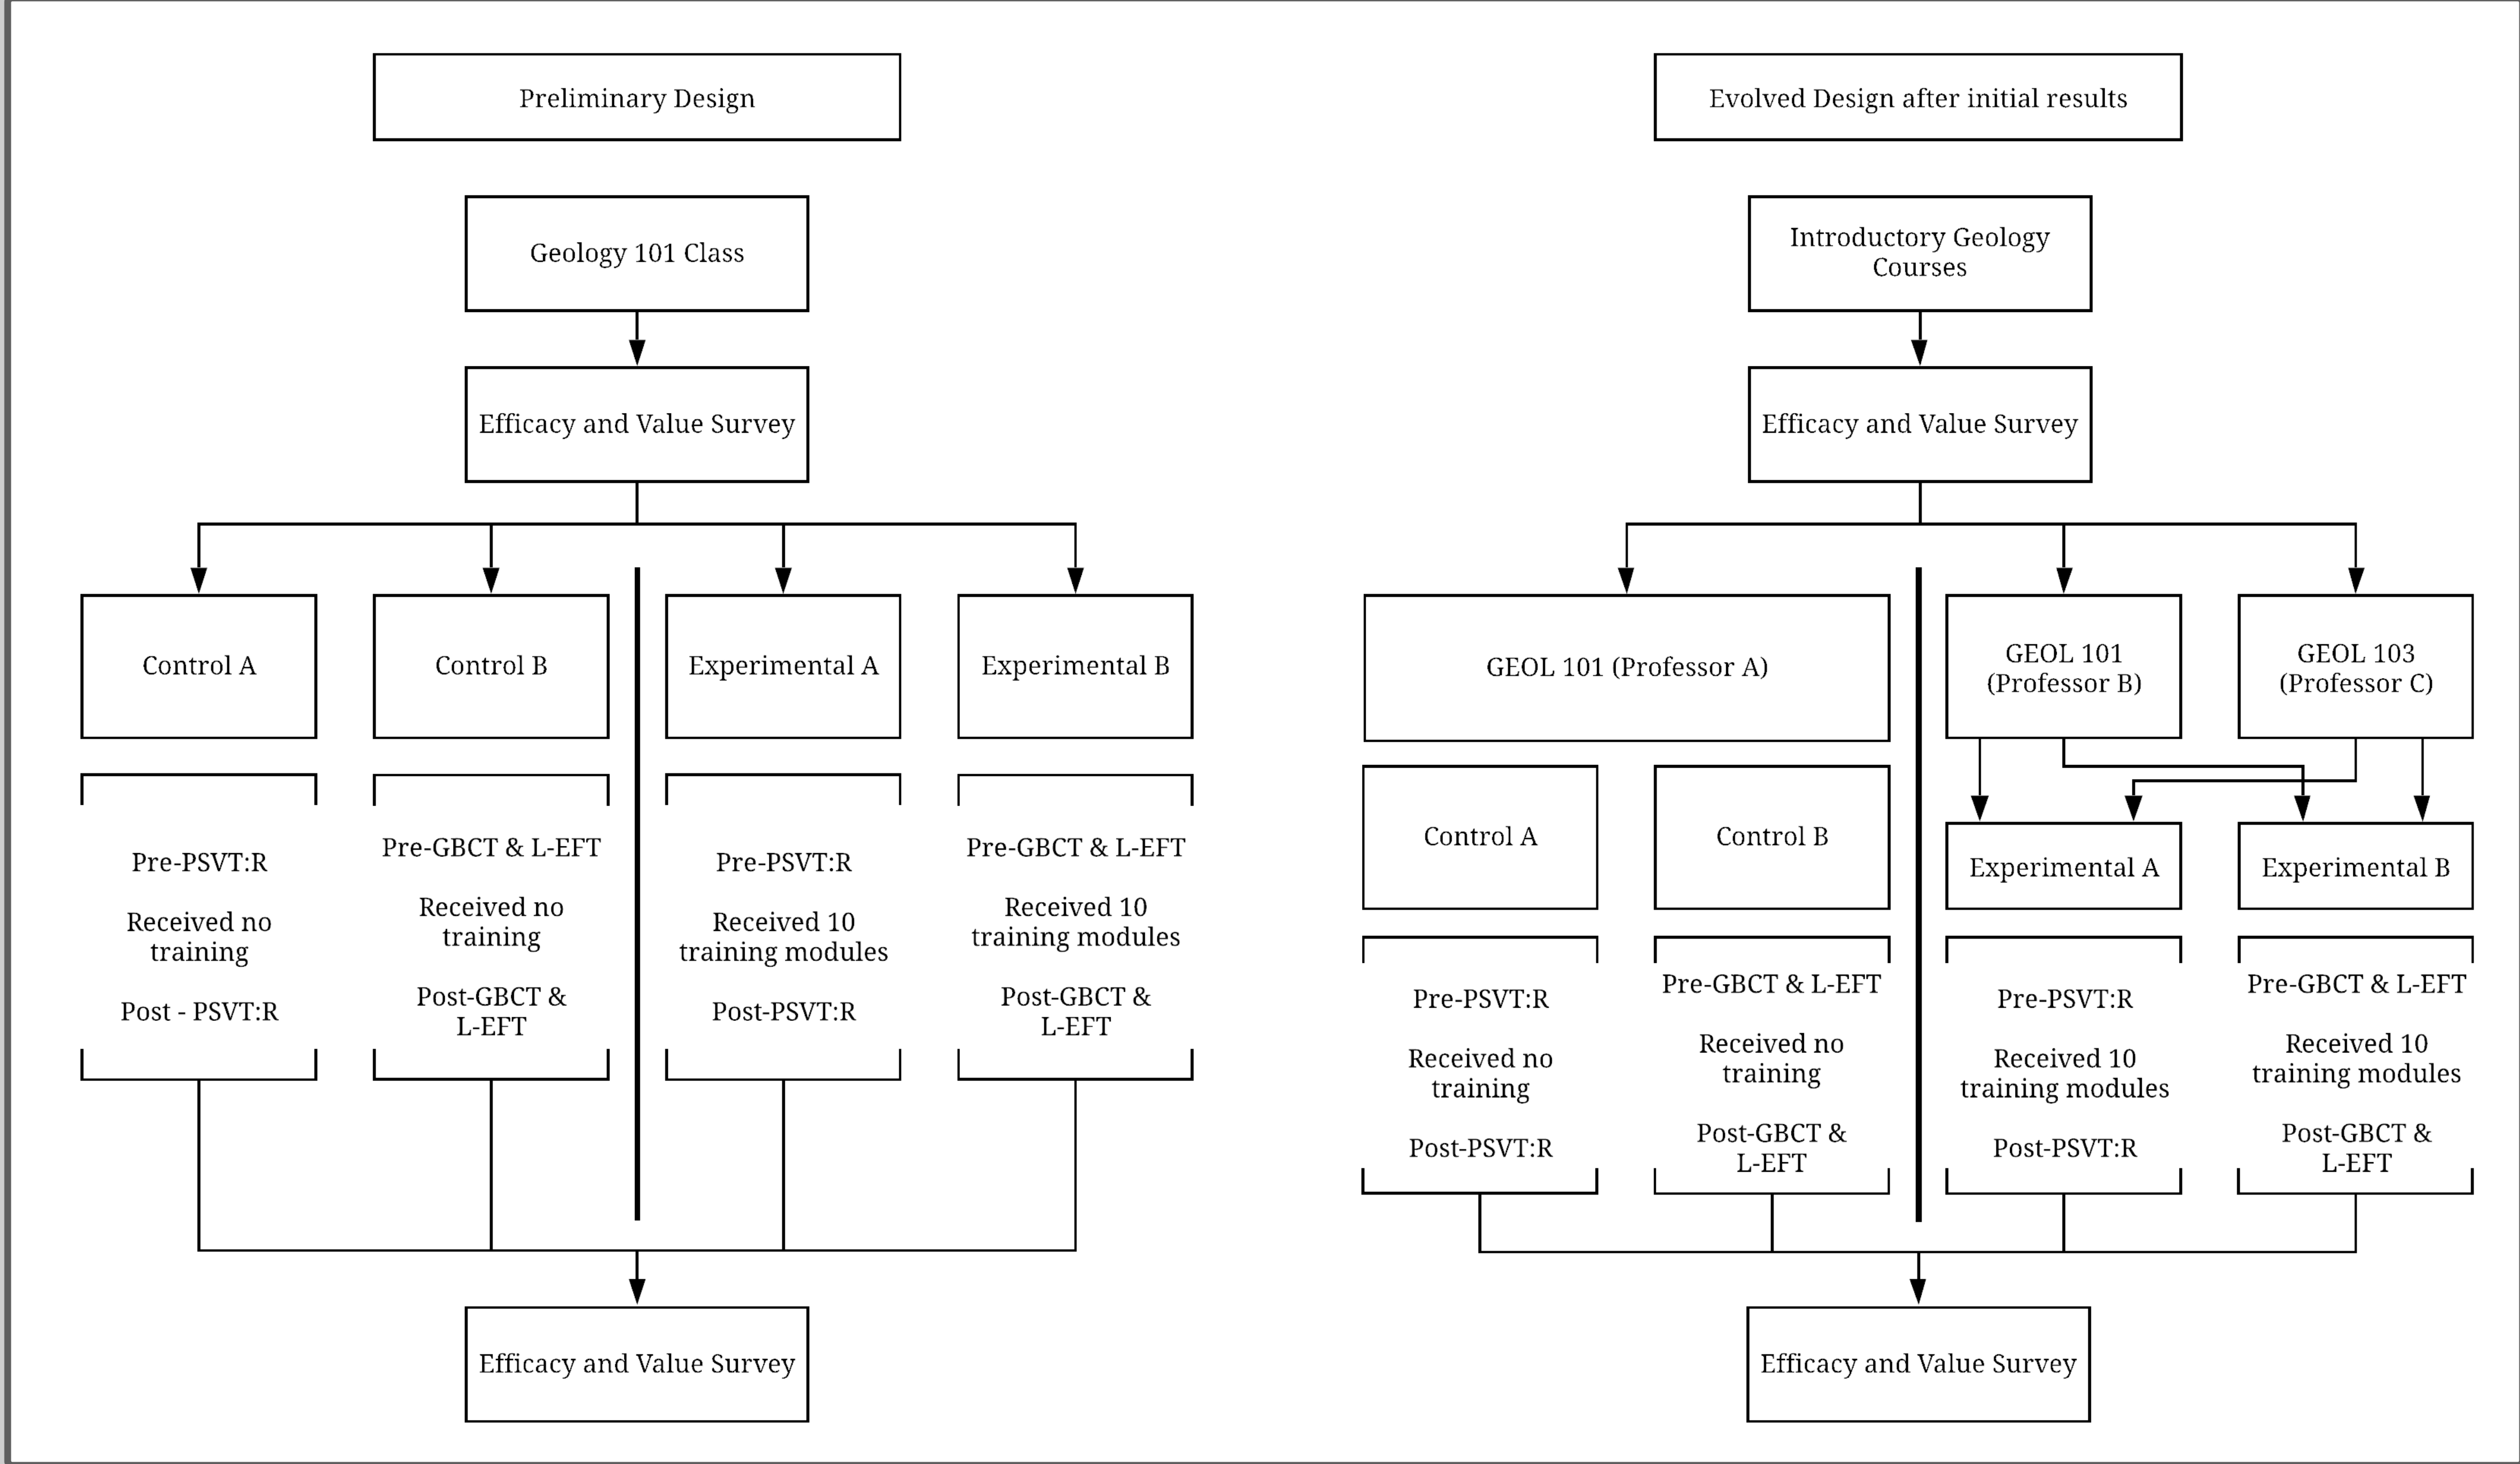 Preliminary Design
Geology 101 Class
Efficacy and Value Survey
Control A
Control B
Experimental A
Experimental B
Pre-PSVT:R
Received no
training
Post - PSVT:R
Pre-GBCT & L-EFT
Received no
training
Post-GBCT &
L-EFT
Pre-PSVT:R
Received 10
training modules
Post-PSVT:R
Pre-GBCT & L-EFT
Received 10
training modules
Post-GBCT &
L-EFT
Efficacy and Value Survey
Evolved Design after initial results
Introductory Geology
Courses
Efficacy and Value Survey
GEOL 101 (Professor A)
GEOL 101
(Professor B)
GEOL 103
(Professor C)
Control A
Control B
Experimental A
Experimental B
Pre-PSVT:R
Received no
training
Post-PSVT:R
Pre-GBCT & L-EFT
Received no
training
Post-GBCT &
L-EFT
Pre-PSVT:R
Received 10
training modules
Post-PSVT:R
Pre-GBCT & L-EFT
Received 10
training modules
Post-GBCT &
L-EFT
Efficacy and Value Survey